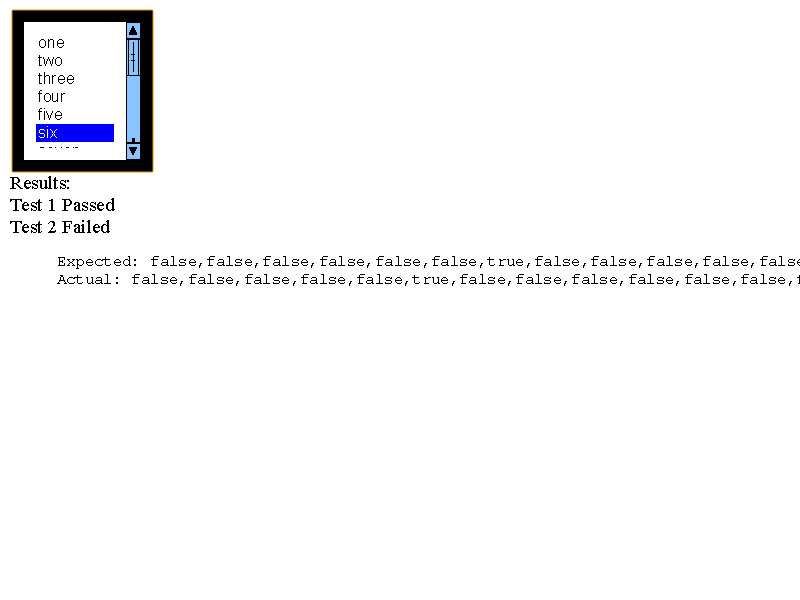 one
two
three
four
five
six
Results:
Test 1 Passed
Test 2 Failed
Expected: false,false,false,false,false,false,true,false,false,false,false,false
Actual: false,false,false,false,false,true,false,false,false,false,false,false,f